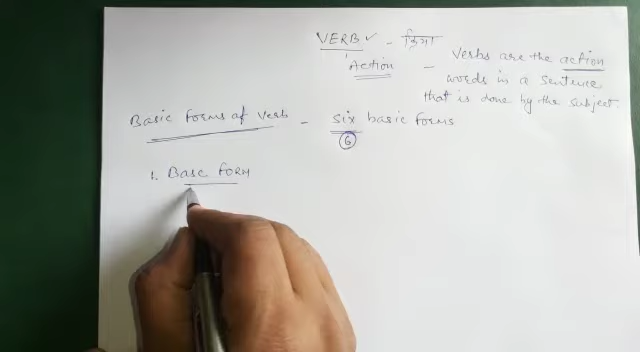 VERB ✓ - क्रिया
Action - Verbs are the action
words in a sentence
that is done by the subject.
Basic forms of verb - six basic forms
6
1. Base FORM